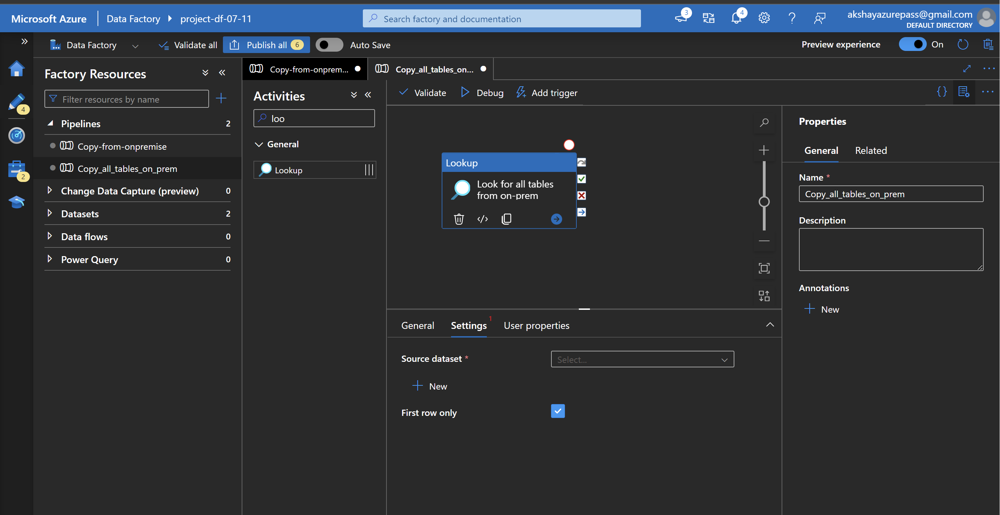 Microsoft Azure
Data Factory
project-df-07-11
Search factory and documentation
3
4
akshayazurepass@gmail.com
DEFAULT DIRECTORY
Data Factory
Validate all
Publish all
6
Auto Save
Preview experience
On
4
2
Factory Resources
Filter resources by name
Pipelines
2
Copy-from-onpremise
Copy_all_tables_on_prem
Change Data Capture (preview)
0
Datasets
2
Data flows
0
Power Query
0
Copy-from-onprem...
Copy_all_tables_on...
Activities
loo
General
Lookup
Validate
Debug
Add trigger
Lookup
Look for all tables
from on-prem
General
Settings
1
User properties
Source dataset *
Select...
New
First row only
Properties
General
Related
Name *
Copy_all_tables_on_prem
Description
Annotations
New